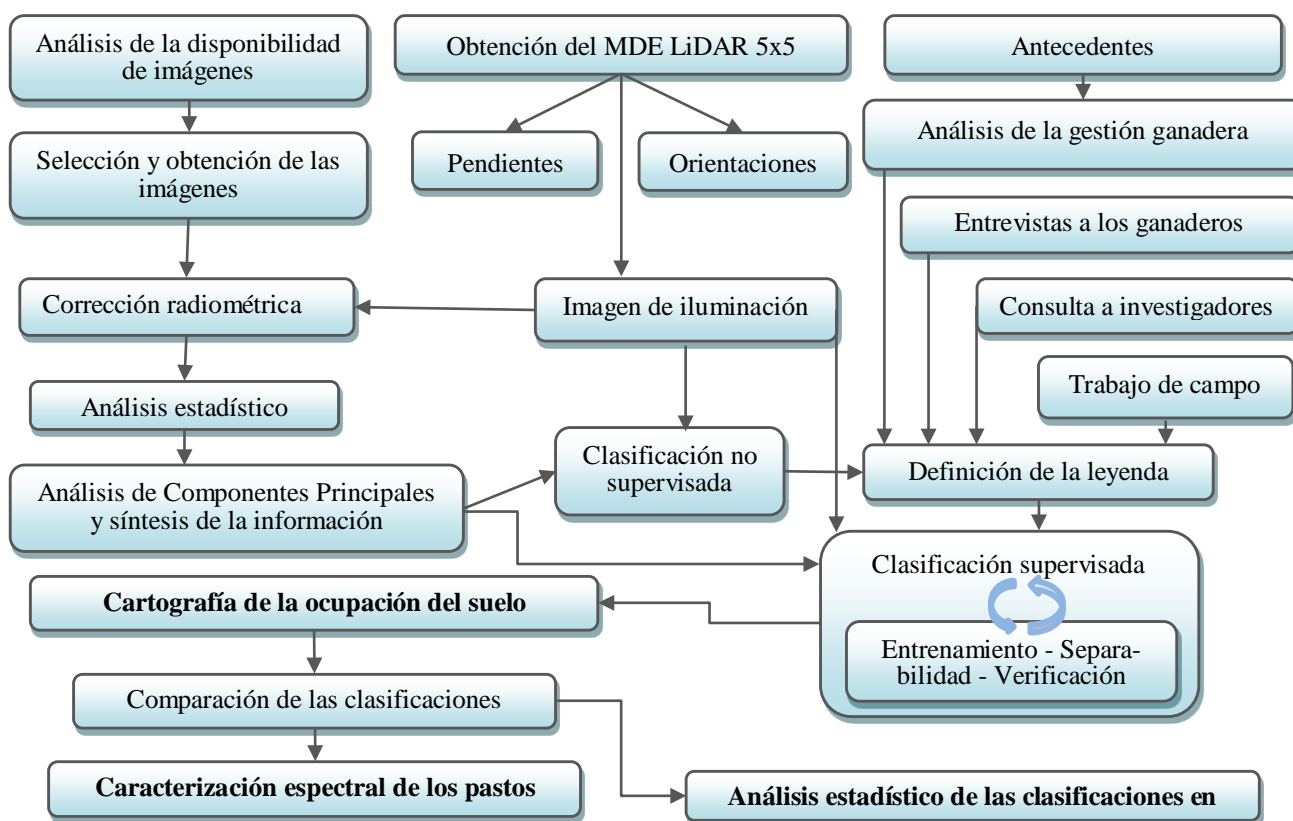 Análisis de la disponibilidad
de imágenes
Obtención del MDE LiDAR 5x5
Antecedentes
Análisis de la gestión ganadera
Selección y obtención de las
imágenes
Pendientes
Orientaciones
Entrevistas a los ganaderos
Corrección radiométrica
Imagen de iluminación
Consulta a investigadores
Trabajo de campo
Análisis estadístico
Clasificación no
supervisada
Definición de la leyenda
Análisis de Componentes Principales
y síntesis de la información
Clasificación supervisada
Entrenamiento - Separa-
bilidad - Verificación
Cartografía de la ocupación del suelo
Comparación de las clasificaciones
Caracterización espectral de los pastos
Análisis estadístico de las clasificaciones en